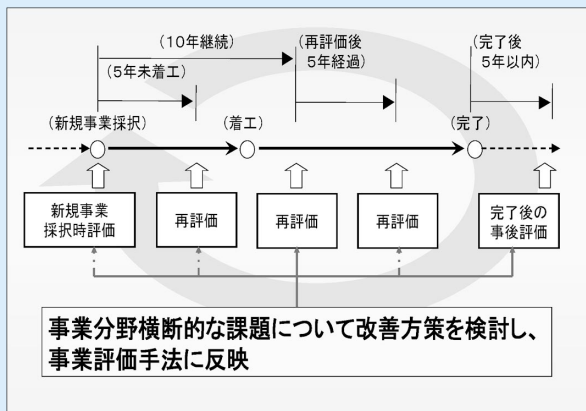 (10年継続)
(再評価後
5年経過)
(完了後
5年以内)
(5年未着工)
(新規事業採択)
(着工)
(完了)
新規事業
採択時評価
再評価
再評価
再評価
完了後の
事後評価
事業分野横断的な課題について改善方策を検討し、
事業評価手法に反映